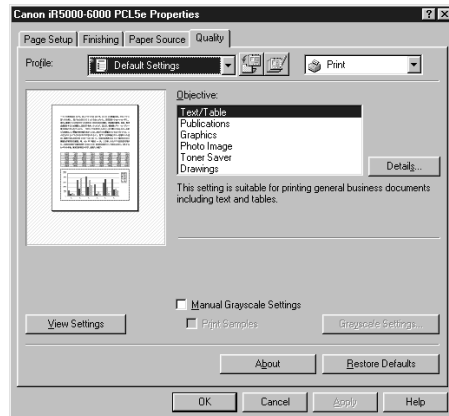 Canon iR5000-6000 PCL5e Properties
Page Setup Finishing Paper Source Quality
Profile: Default Settings Print
Objective:
Text/Table
Publications
Graphics
Photo Image
Toner Saver
Drawings
Details...
This setting is suitable for printing general business documents
including text and tables.
Manual Grayscale Settings
View Settings Print Samples Grayscale Settings...
About Restore Defaults
OK Cancel Apply Help